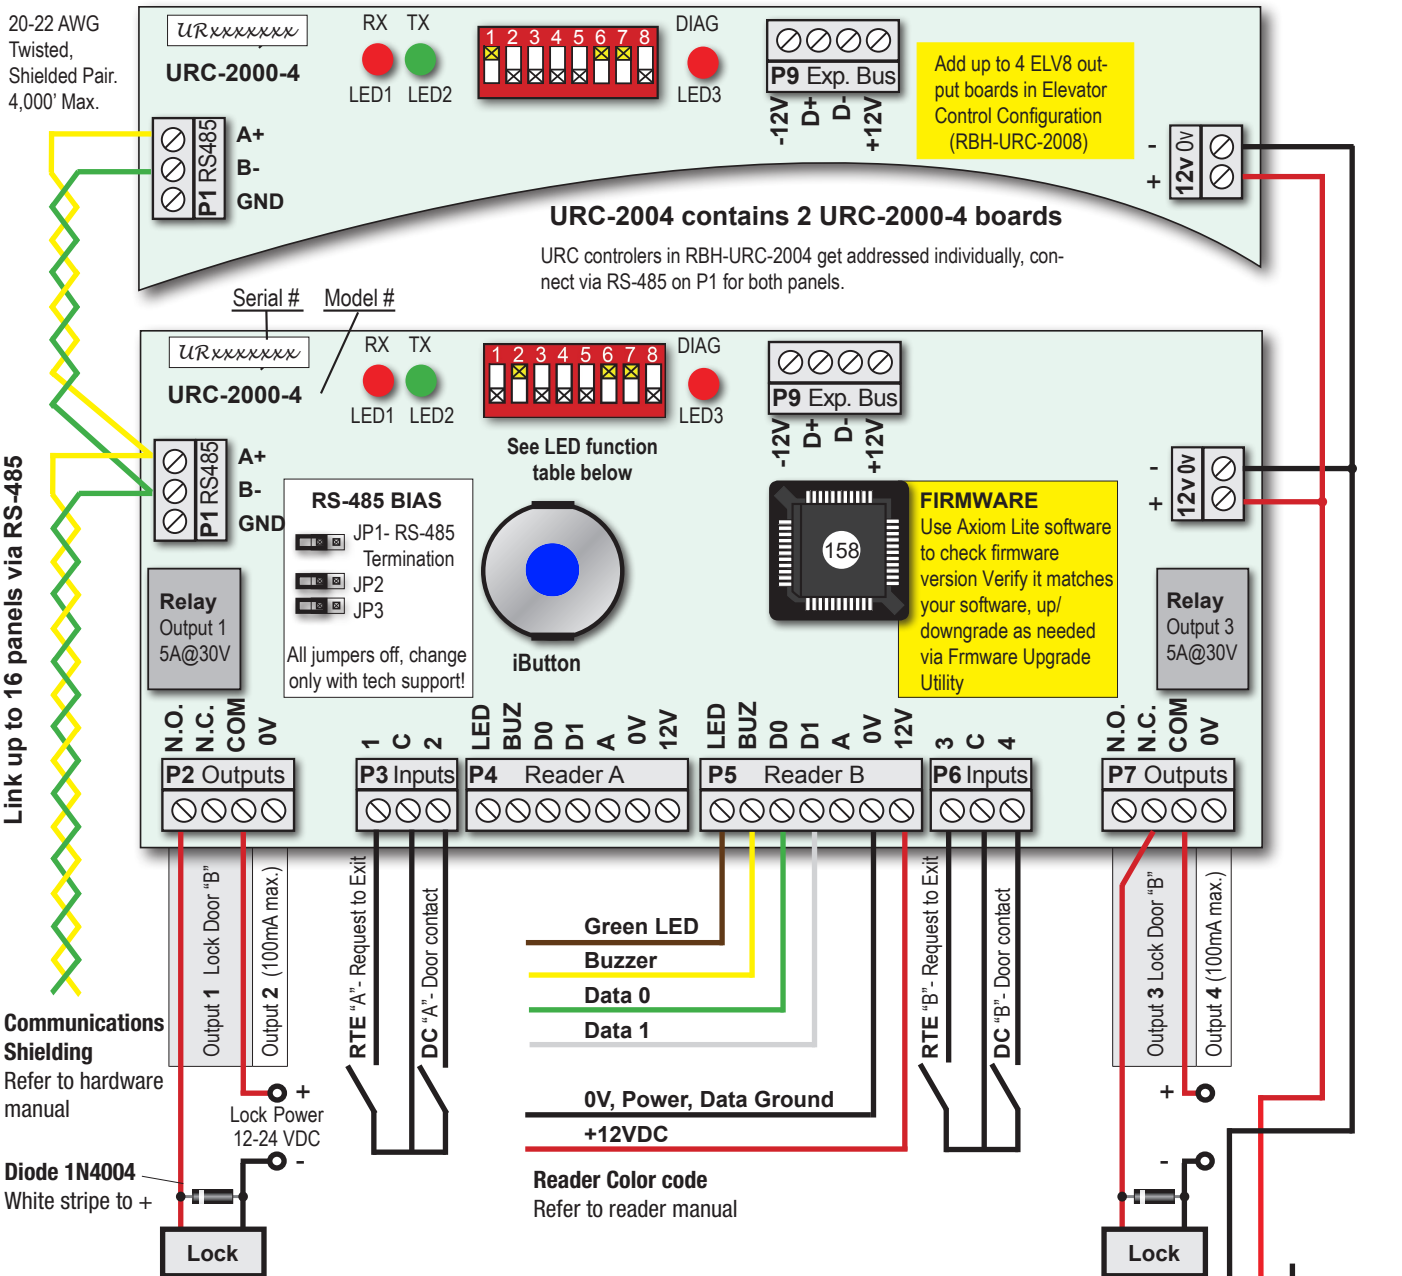 20-22 AWG
Twisted,
Shielded Pair.
4,000’ Max.
URxxxxxxx
URC-2000-4
RX TX
LED1 LED2
1 2 3 4 5 6 7 8
DIAG
LED3
P9 Exp. Bus
-12V
D+
D-
+12V
Add up to 4 ELV8 out-
put boards in Elevator
Control Configuration
(RBH-URC-2008)
P1 RS485
A+
B-
GND
-
+
12v 0v
URC-2004 contains 2 URC-2000-4 boards
URC controlers in RBH-URC-2004 get addressed individually, con-
nect via RS-485 on P1 for both panels.
Serial # Model #
URxxxxxxx
URC-2000-4
RX TX
LED1 LED2
1 2 3 4 5 6 7 8
DIAG
LED3
See LED function
table below
P9 Exp. Bus
-12V
D+
D-
+12V
P1 RS485
A+
B-
GND
-
+
12v 0v
Link up to 16 panels via RS-485
RS-485 BIAS
JP1- RS-485
Termination
JP2
JP3
All jumpers off, change
only with tech support!
iButton
158
FIRMWARE
Use Axiom Lite software
to check firmware
version Verify it matches
your software, up/
downgrade as needed
via Frmware Upgrade
Utility
Relay
Output 1
5A@30V
Relay
Output 3
5A@30V
N.O.
N.C.
COM
0V
P2 Outputs
1
C
2
P3 Inputs
LED
BUZ
D0
D1
A
0V
12V
P4 Reader A
LED
BUZ
D0
D1
A
0V
12V
P5 Reader B
3
C
4
P6 Inputs
N.O.
N.C.
COM
0V
P7 Outputs
Output 1 Lock Door “B”
Output 2 (100mA max.)
RTE “A”- Request to Exit
DC “A”- Door contact
Green LED
Buzzer
Data 0
Data 1
0V, Power, Data Ground
+12VDC
Reader Color code
Refer to reader manual
RTE “B”- Request to Exit
DC “B”- Door contact
Output 3 Lock Door “B”
Output 4 (100mA max.)
Communications
Shielding
Refer to hardware
manual
+
Lock Power
12-24 VDC
-
Diode 1N4004
White stripe to +
Lock
+
-
Lock